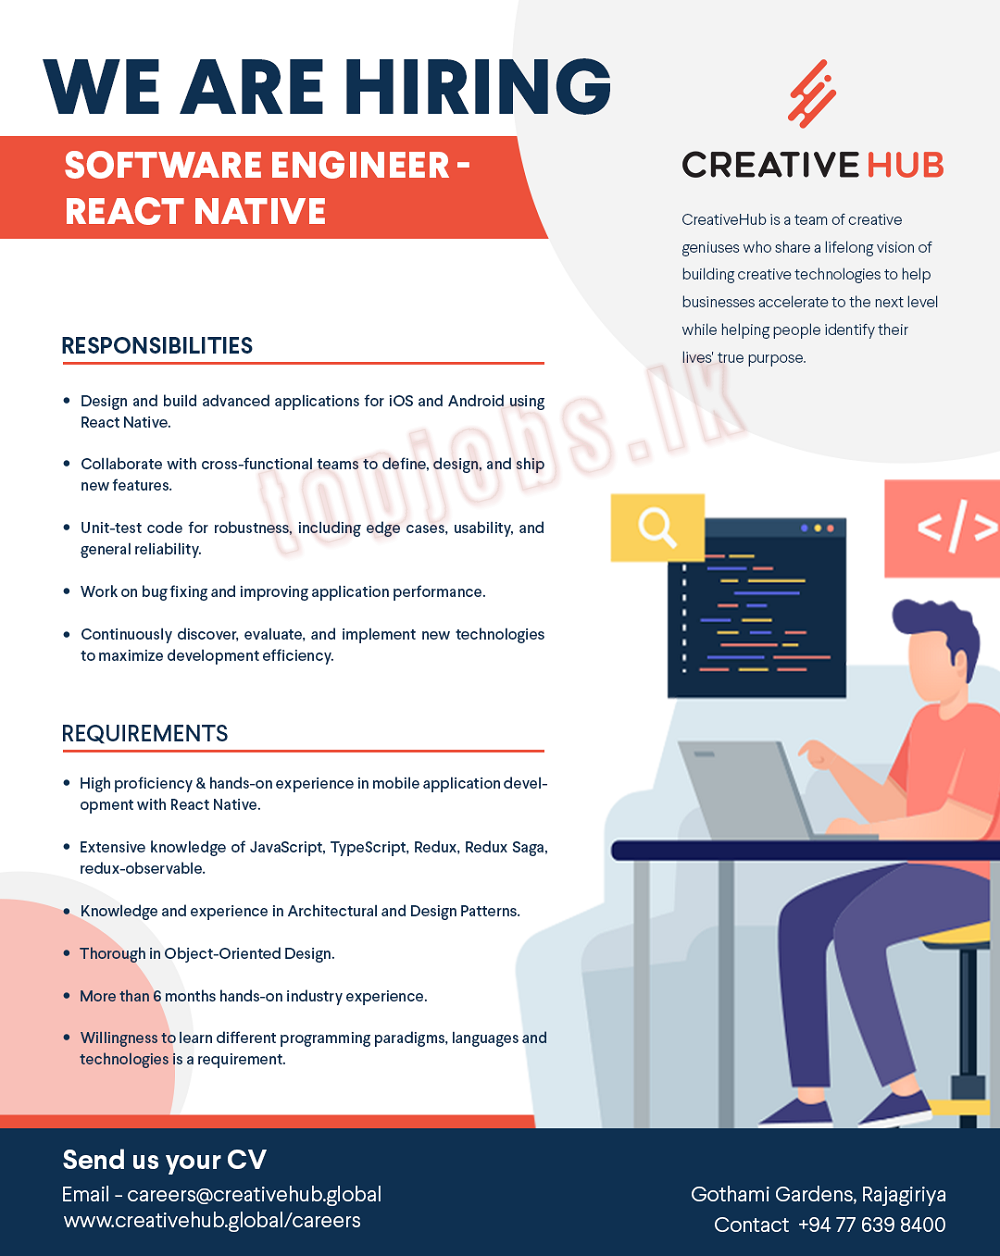 WE ARE HIRING
SOFTWARE ENGINEER -
REACT NATIVE
CREATIVE HUB
CreativeHub is a team of creative
geniuses who share a lifelong vision of
building creative technologies to help
businesses accelerate to the next level
while helping people identify their
lives' true purpose.
RESPONSIBILITIES
• Design and build advanced applications for iOS and Android using
React Native.
• Collaborate with cross-functional teams to define, design, and ship
new features.
• Unit-test code for robustness, including edge cases, usability, and
general reliability.
• Work on bug fixing and improving application performance.
• Continuously discover, evaluate, and implement new technologies
to maximize development efficiency.
topjobs.lk
</>
REQUIREMENTS
• High proficiency & hands-on experience in mobile application devel-
opment with React Native.
• Extensive knowledge of JavaScript, TypeScript, Redux, Redux Saga,
redux-observable.
• Knowledge and experience in Architectural and Design Patterns.
• Thorough in Object-Oriented Design.
• More than 6 months hands-on industry experience.
• Willingness to learn different programming paradigms, languages and
technologies is a requirement.
Send us your CV
Email - careers@creativehub.global
www.creativehub.global/careers
Gothami Gardens, Rajagiriya
Contact +94 77 639 8400